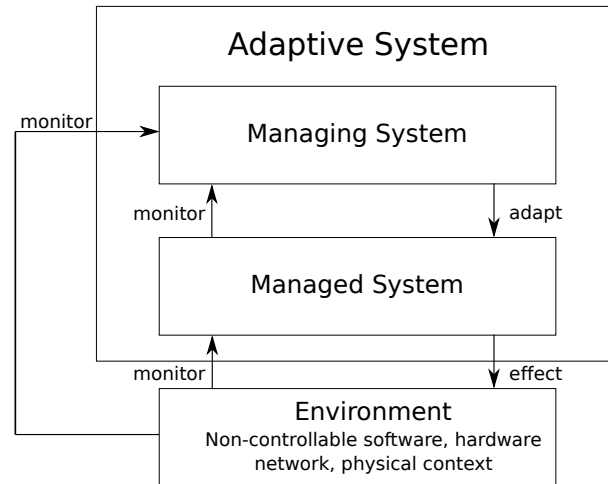 Adaptive System
monitor
Managing System
monitor
adapt
Managed System
monitor
effect
Environment
Non-controllable software, hardware
network, physical context